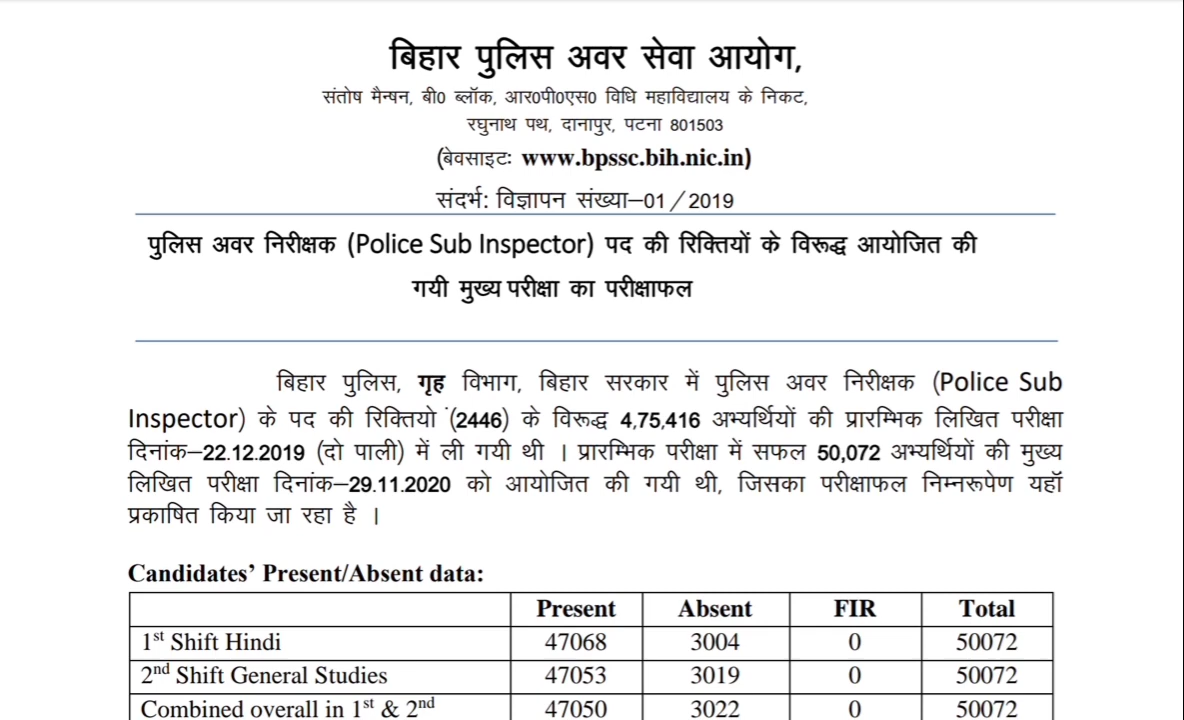 बिहार पुलिस अवर सेवा आयोग,
संतोष मैन्षन, बी0 ब्लॉक, आर0पी0एस0 विधि महाविद्यालय के निकट,
रघुनाथ पथ, दानापुर, पटना 801503
(बेवसाइटः www.bpssc.bih.nic.in)
संदर्भ: विज्ञापन संख्या–01/2019
पुलिस अवर निरीक्षक (Police Sub Inspector) पद की रिक्तियों के विरूद्ध आयोजित की
गयी मुख्य परीक्षा का परीक्षाफल
बिहार पुलिस, गृह विभाग, बिहार सरकार में पुलिस अवर निरीक्षक (Police Sub
Inspector) के पद की रिक्तियों (2446) के विरूद्ध 4,75,416 अभ्यर्थियों की प्रारम्भिक लिखित परीक्षा
दिनांक–22.12.2019 (दो पाली) में ली गयी थी । प्रारम्भिक परीक्षा में सफल 50,072 अभ्यर्थियों की मुख्य
लिखित परीक्षा दिनांक–29.11.2020 को आयोजित की गयी थी, जिसका परीक्षाफल निम्नरूपेण यहॉ
प्रकाषित किया जा रहा है ।
Candidates’ Present/Absent data:
Present Absent FIR Total
1st Shift Hindi 47068 3004 0 50072
2nd Shift General Studies 47053 3019 0 50072
Combined overall in 1st & 2nd 47050 3022 0 50072